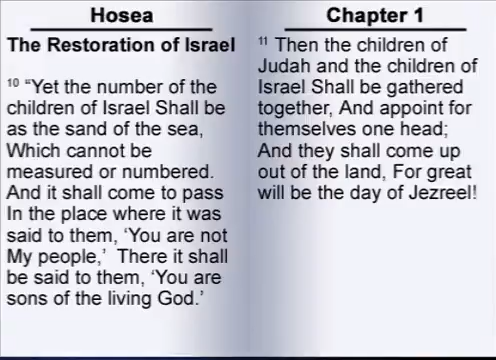 Hosea
The Restoration of Israel
10 “Yet the number of the
children of Israel Shall be
as the sand of the sea,
Which cannot be
measured or numbered.
And it shall come to pass
In the place where it was
said to them, ‘You are not
My people,’ There it shall
be said to them, ‘You are
sons of the living God.’
Chapter 1
11 Then the children of
Judah and the children of
Israel Shall be gathered
together, And appoint for
themselves one head;
And they shall come up
out of the land, For great
will be the day of Jezreel!